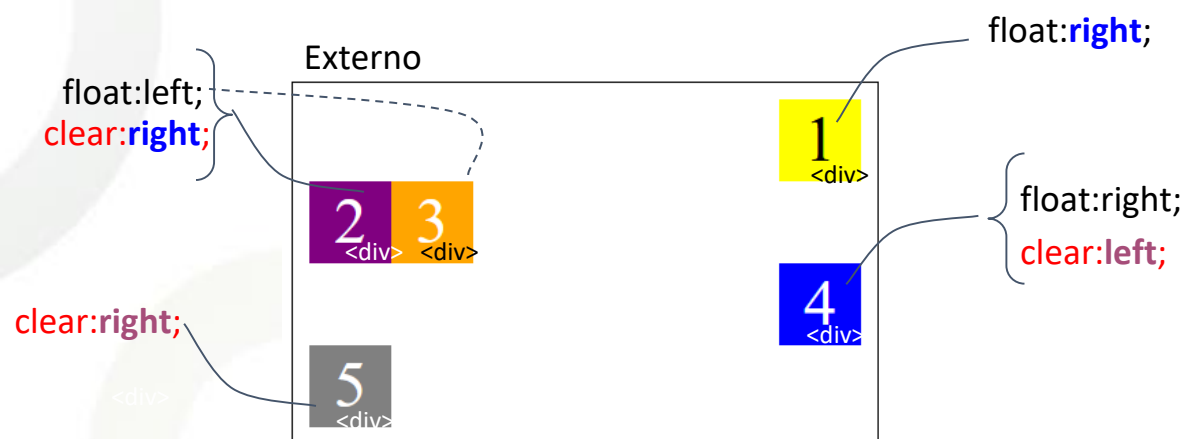 float:right;
Externo
float:left;
clear:right;
1
<div>
2
<div>
3
<div>
float:right;
clear:left;
4
<div>
clear:right;
5
<div>
<div>